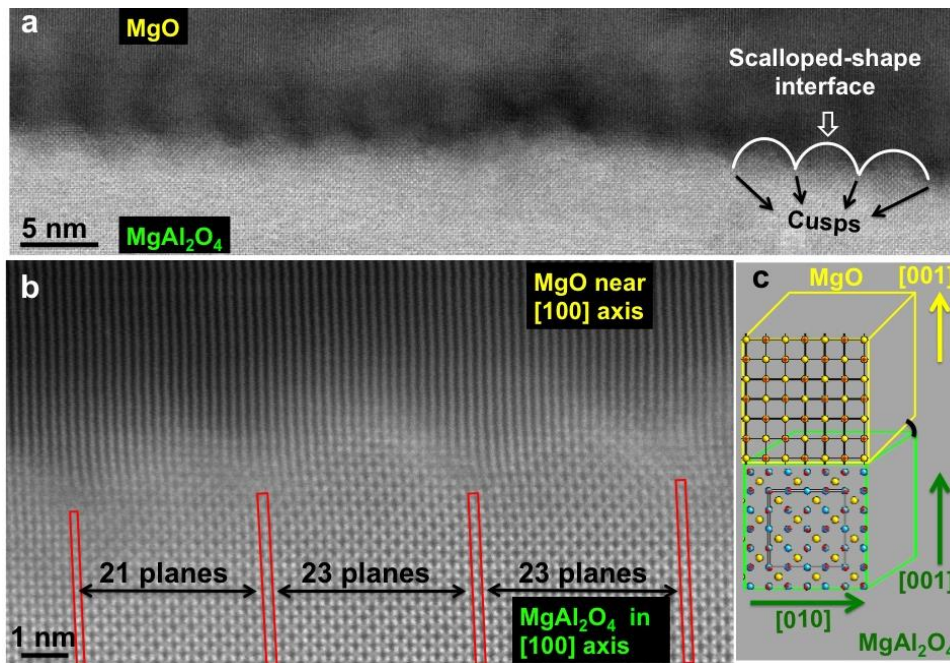 a
MgO
Scalloped-shape
interface
Cusps
5 nm
MgAl₂O₄
b
MgO near
[100] axis
21 planes
23 planes
23 planes
1 nm
MgAl₂O₄ in
[100] axis
c
MgO
[001]
[001]
[010]
MgAl₂O₄